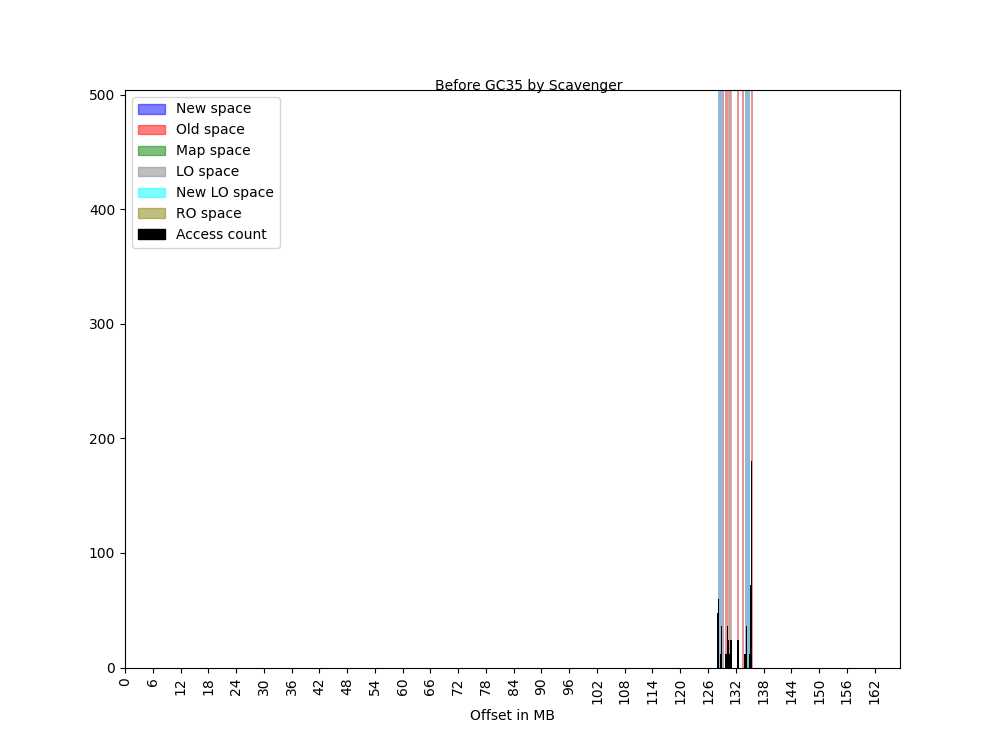 Before GC35 by Scavenger
500
400
300
200
100
0
New space
Old space
Map space
LO space
New LO space
RO space
Access count
0 6 12 18 24 30 36 42 48 54 60 66 72 78 84 90 96 102 108 114 120 126 132 138 144 150 156 162
Offset in MB